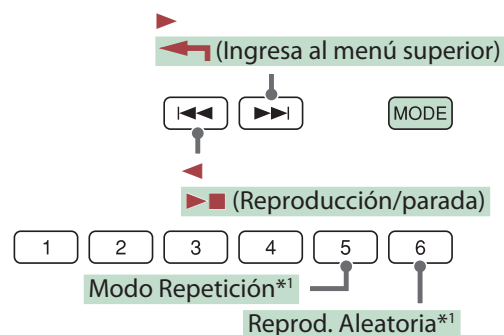 (Ingresa al menú superior)
MODE
(Reproducción/parada)
1 2 3 4 5 6
Modo Repetición*1
Reprod. Aleatoria*1